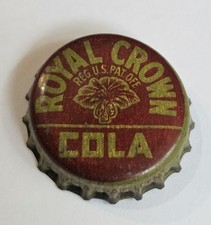 ROYAL CROWN
REG. U.S. PAT. OFF.
COLA